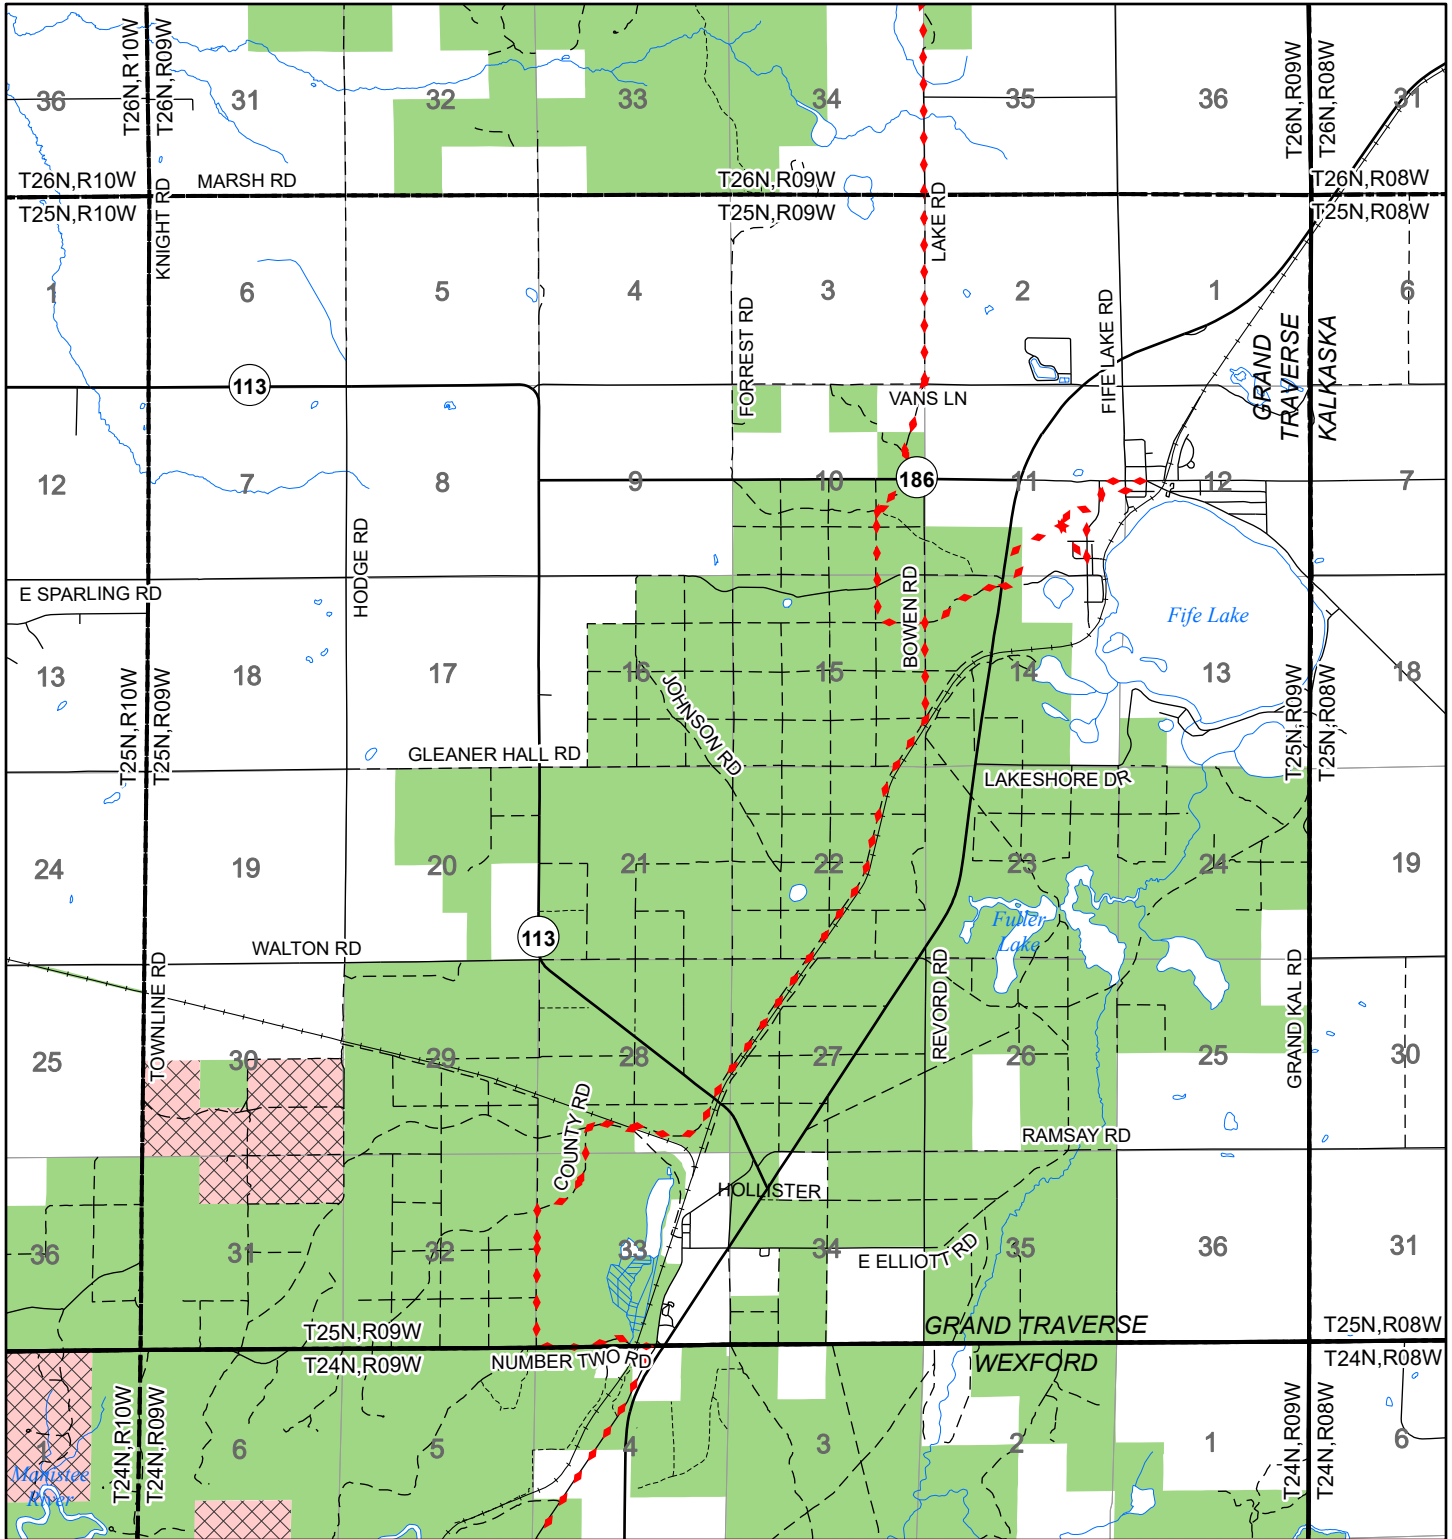 T26N,R10W
T26N,R09W
T26N,R09W
T26N,R08W
36
31
32
33
34
35
36
31
T26N,R10W
MARSH RD
T26N,R09W
T26N,R08W
T25N,R10W
T25N,R09W
T25N,R08W
KNIGHT RD
LAKE RD
1
6
5
4
3
2
1
6
FORREST RD
FIFE LAKE RD
GRAND
TRAVERSE
KALKASKA
113
VANS LN
12
7
8
9
10
186
11
12
7
HODGE RD
E SPARLING RD
BOWEN RD
Fife Lake
13
18
17
16
15
14
13
18
T25N,R10W
T25N,R09W
JOHNSON RD
T25N,R09W
T25N,R08W
GLEANER HALL RD
LAKESHORE DR
24
19
20
21
22
23
24
19
Fuller
Lake
113
WALTON RD
TOWNLINE RD
REVORD RD
GRAND KAL RD
25
30
29
28
27
26
25
30
COUNTY RD
RAMSAY RD
HOLLISTER
36
31
32
33
34
35
36
31
E ELLIOTT RD
T25N,R09W
GRAND TRAVERSE
T25N,R08W
T24N,R09W
NUMBER TWO RD
WEXFORD
T24N,R08W
T24N,R10W
T24N,R09W
T24N,R09W
T24N,R08W
1
6
5
4
3
2
1
6
Manistee
River